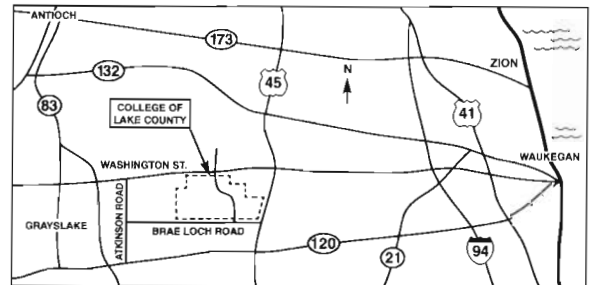 ANTIOCH
173
132
45
N
ZION
83
COLLEGE OF
LAKE COUNTY
41
WASHINGTON ST.
WAUKEGAN
ATKINSON ROAD
GRAYSLAKE
BRAE LOCH ROAD
120
21
94